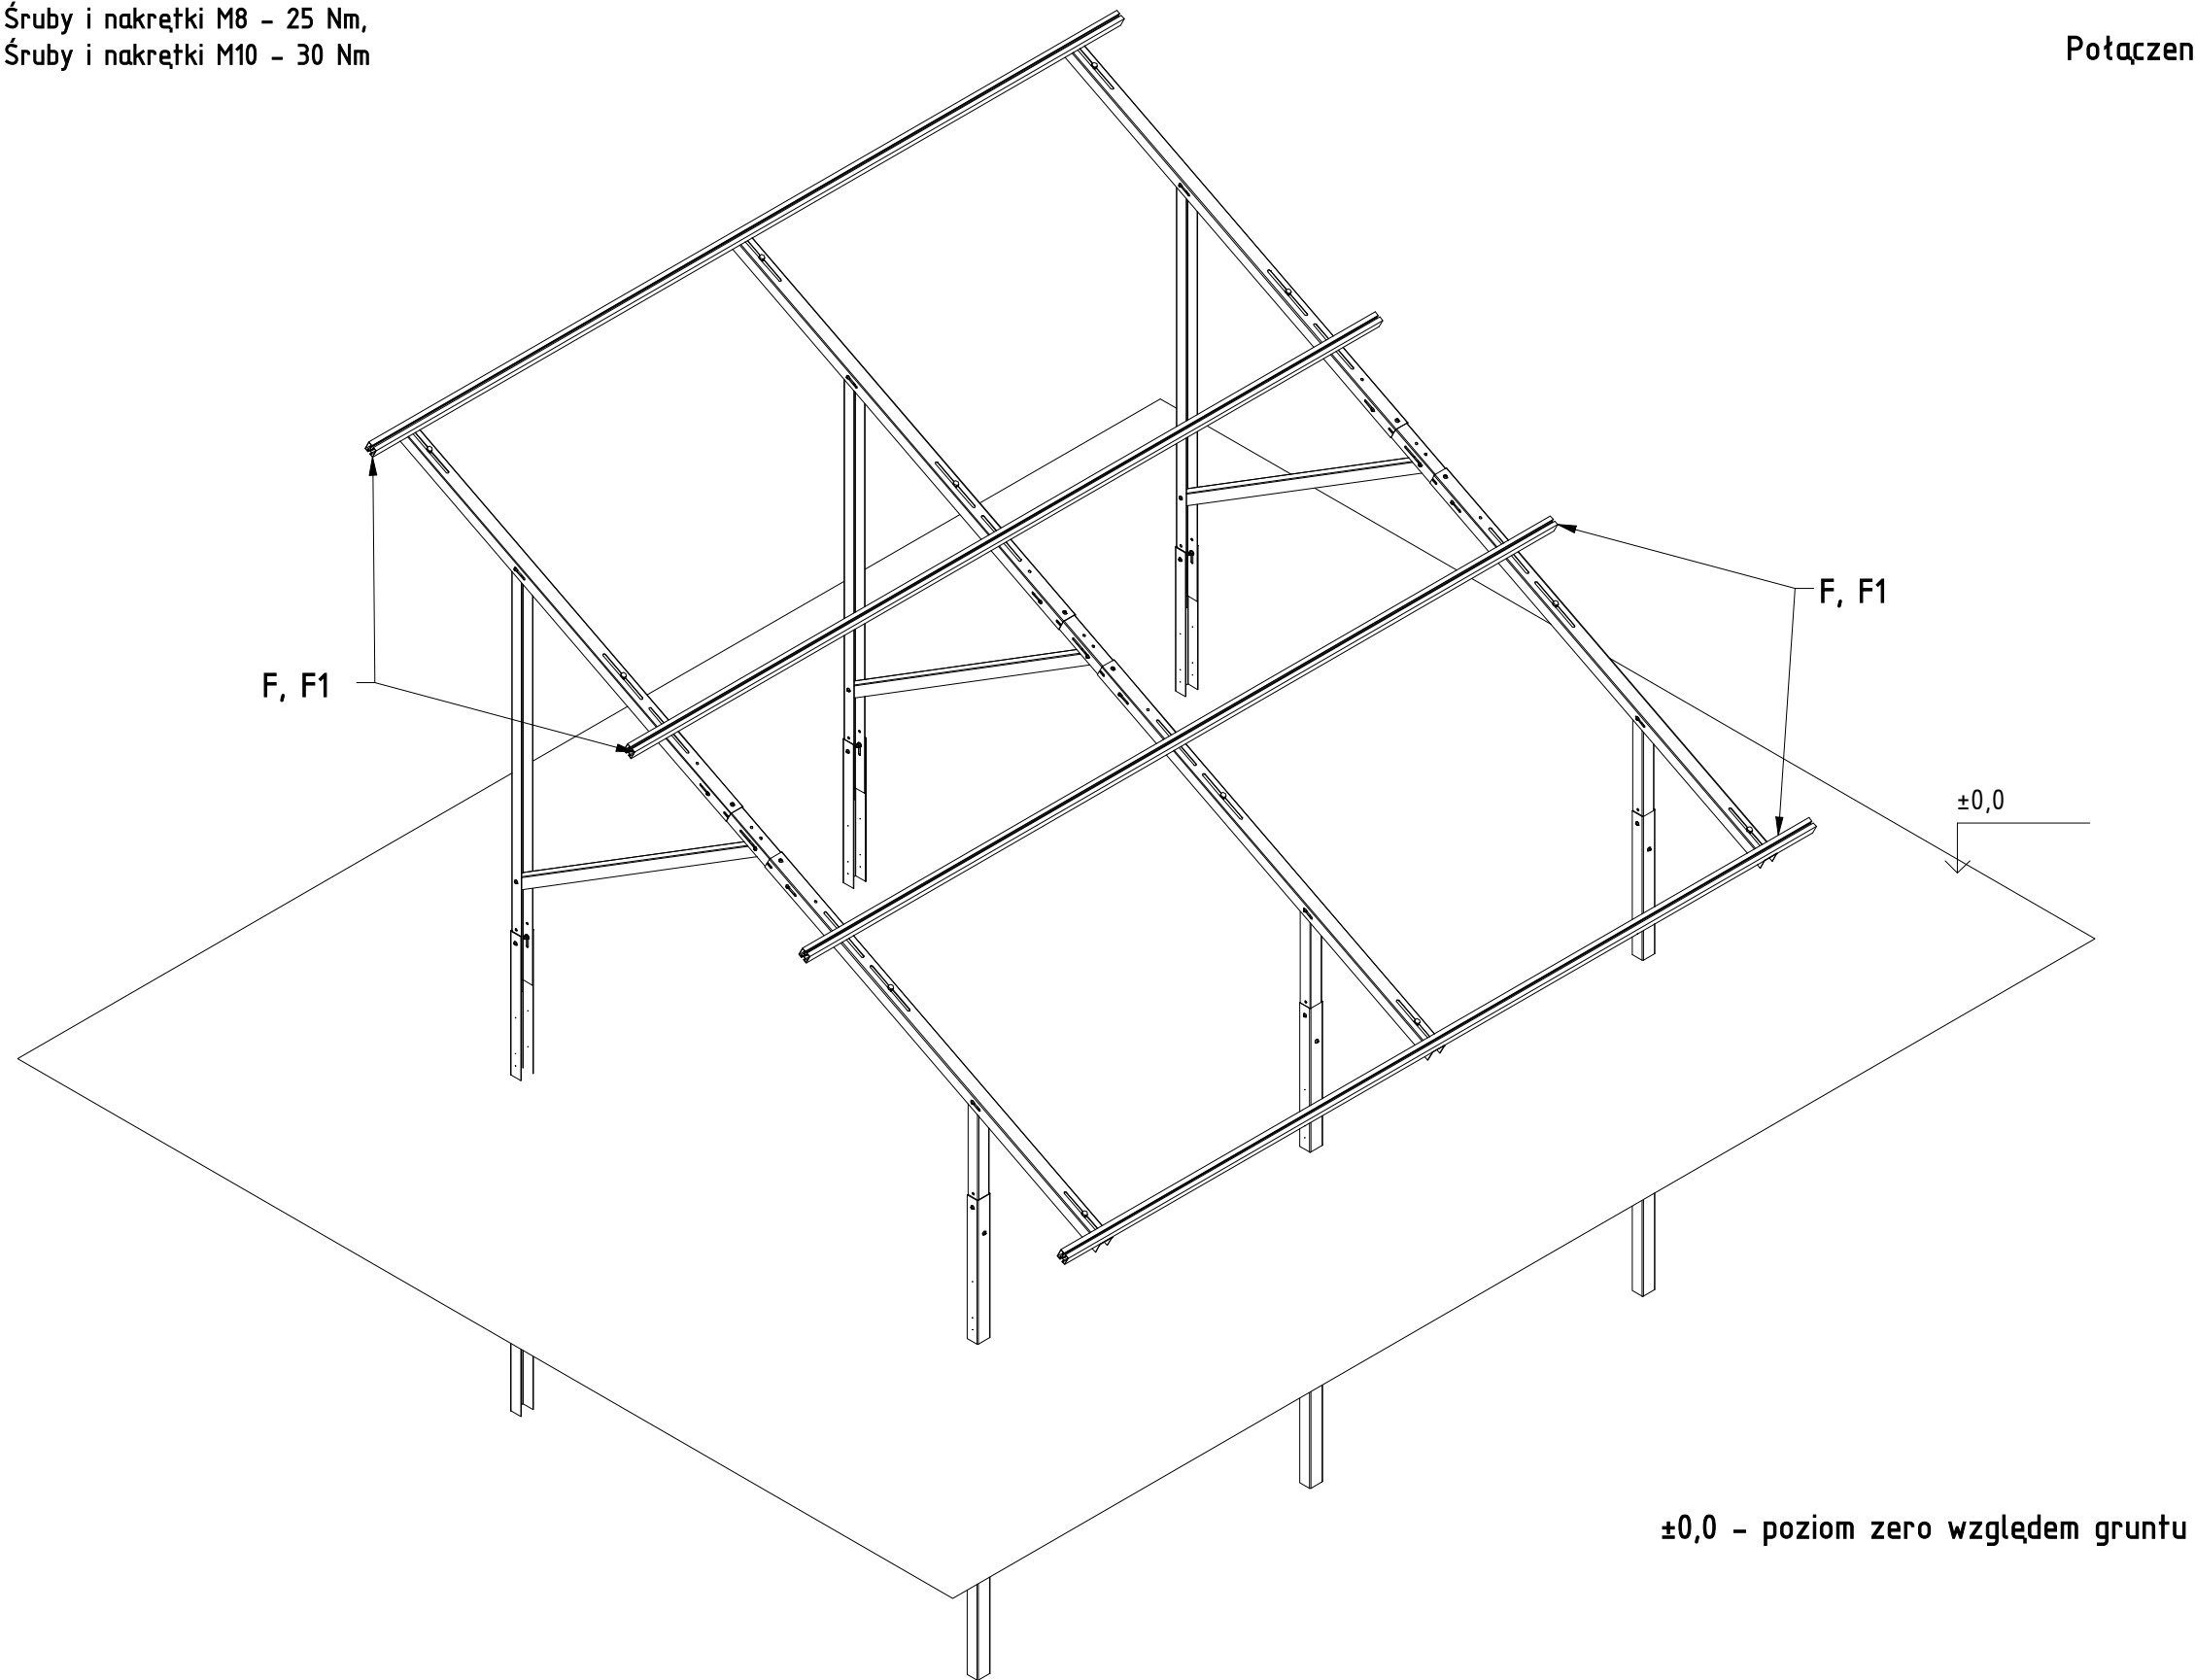 Śruby i nakrętki M8 - 25 Nm,
Śruby i nakrętki M10 - 30 Nm
Połączen
F, F1
F, F1
±0,0
±0,0 - poziom zero względem gruntu